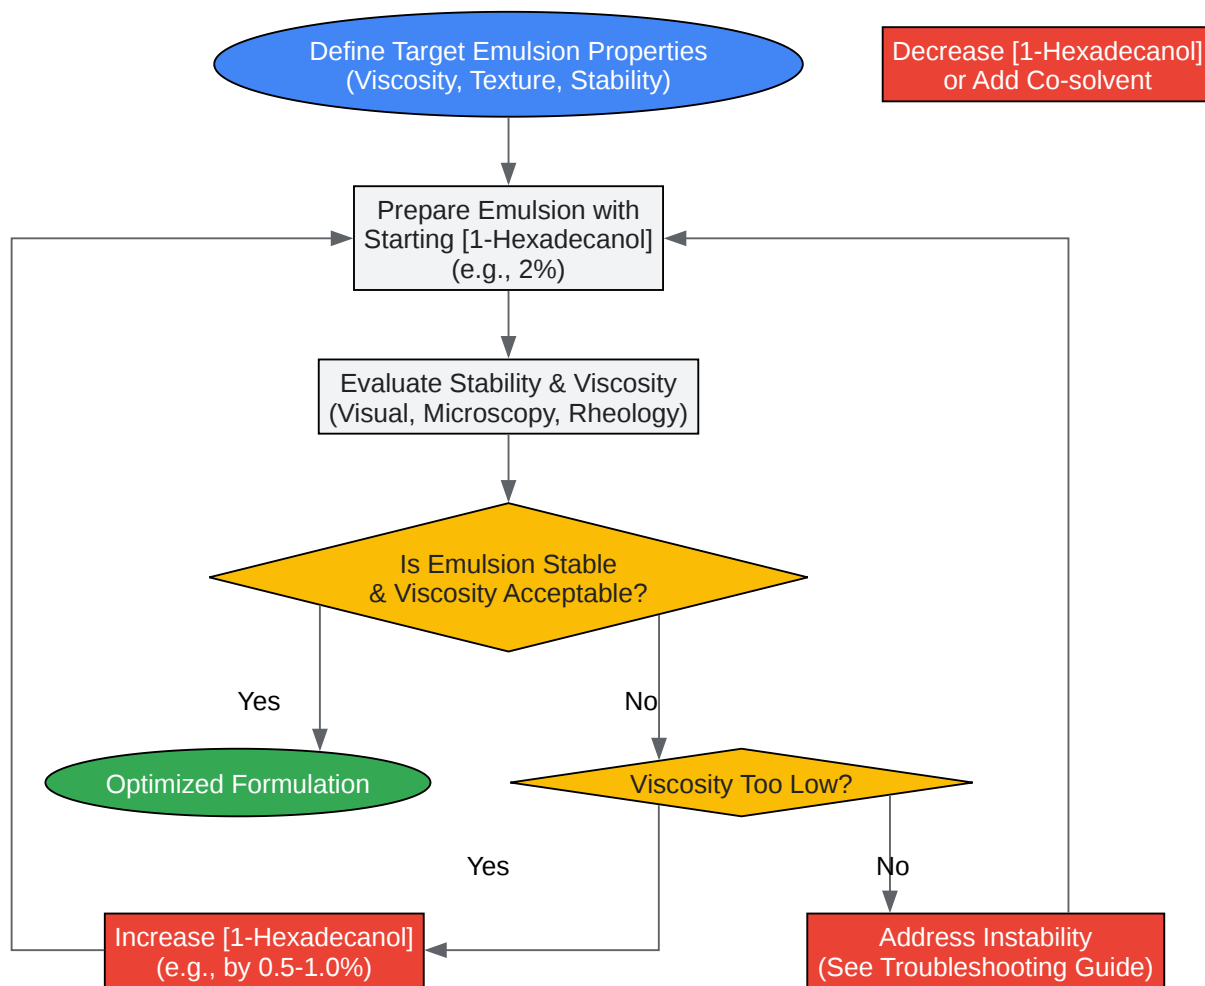 Define Target Emulsion Properties
(Viscosity, Texture, Stability)
Decrease [1-Hexadecanol]
or Add Co-solvent
Prepare Emulsion with
Starting [1-Hexadecanol]
(e.g., 2%)
Evaluate Stability & Viscosity
(Visual, Microscopy, Rheology)
Is Emulsion Stable
& Viscosity Acceptable?
Yes
No
Optimized Formulation
Viscosity Too Low?
Yes
No
Increase [1-Hexadecanol]
(e.g., by 0.5-1.0%)
Address Instability
(See Troubleshooting Guide)